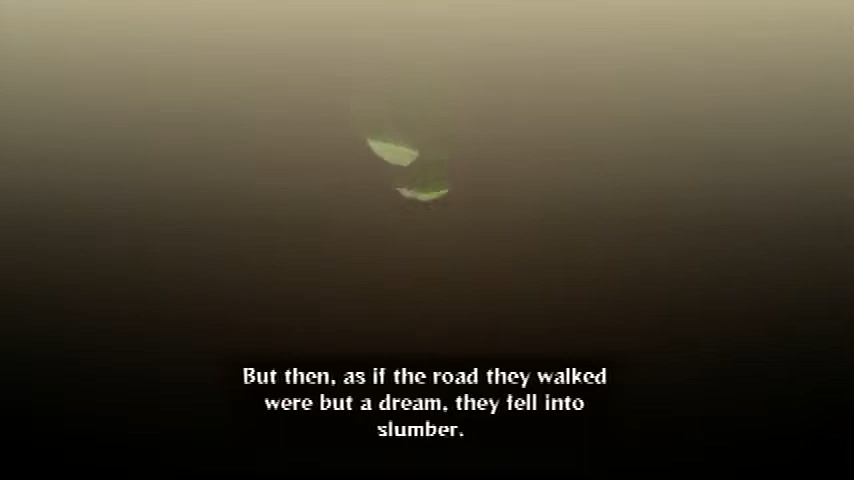 But then, as if the road they walked
were but a dream, they fell into
slumber.